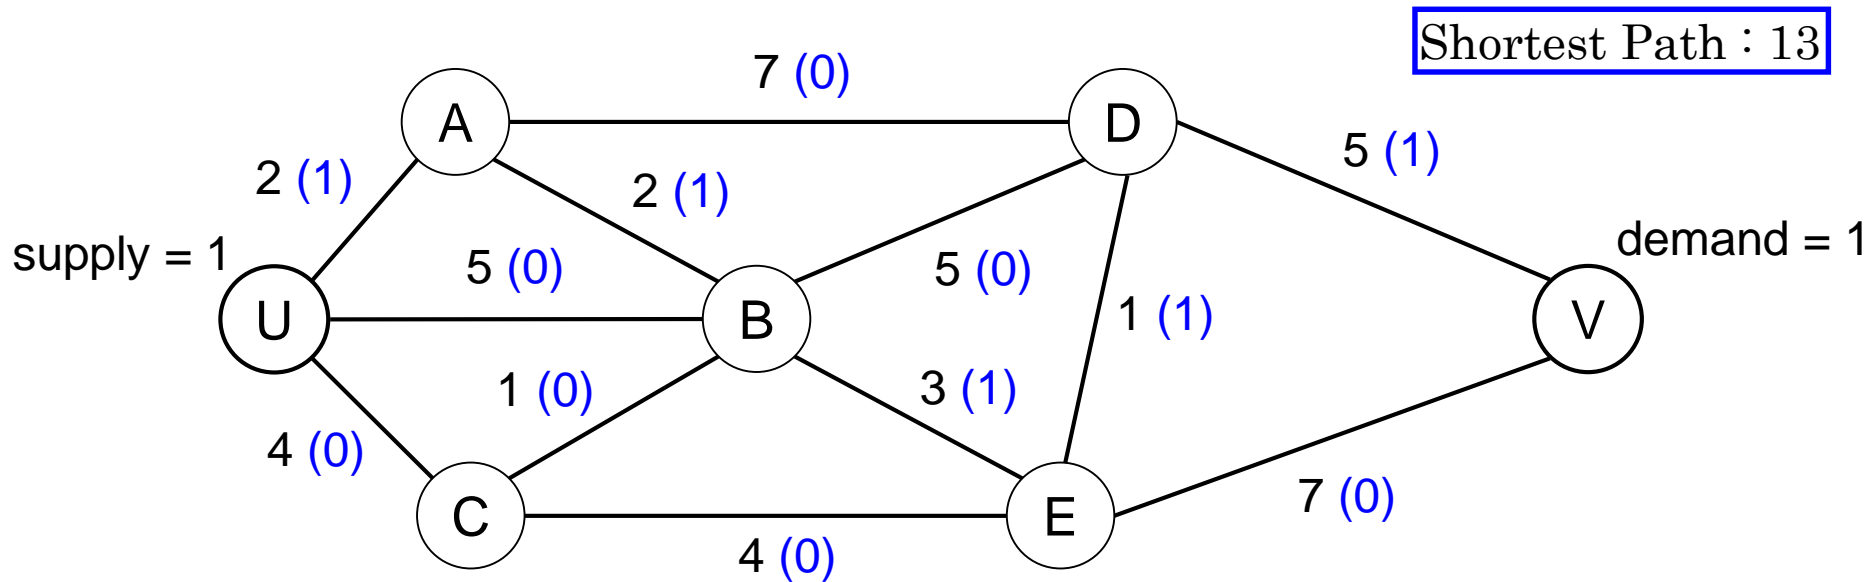 Shortest Path : 13
7 (0)
A
D
5 (1)
2 (1)
2 (1)
supply = 1
demand = 1
5 (0)
5 (0)
U
B
1 (1)
V
1 (0)
3 (1)
4 (0)
7 (0)
C
E
4 (0)